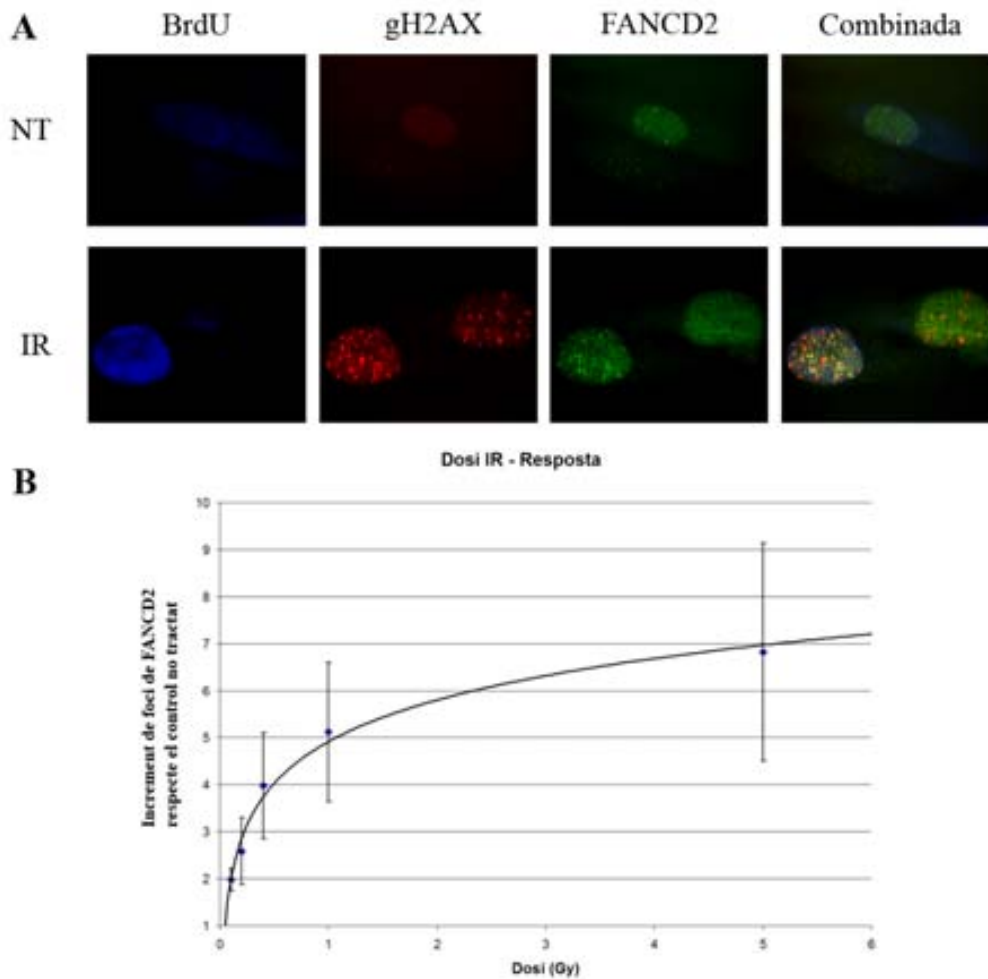 A
BrdU gH2AX FANCD2 Combinada
NT
IR
Dosi IR - Resposta
B
Increment de foci de FANCD2
respecte el control no tractat
10
9
8
7
6
5
4
3
2
1
0 1 2 3 4 5 6
Dosi (Gy)